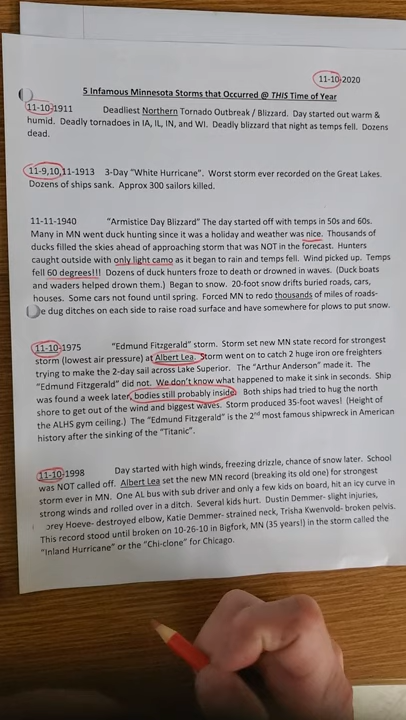 11-10-2020
5 Infamous Minnesota Storms that Occurred @ THIS Time of Year
11-10-1911 Deadliest Northern Tornado Outbreak / Blizzard. Day started out warm &
humid. Deadly tornadoes in IA, IL, IN, and WI. Deadly blizzard that night as temps fell. Dozens
dead.
11-9,10,11-1913 3-Day "White Hurricane". Worst storm ever recorded on the Great Lakes.
Dozens of ships sank. Approx 300 sailors killed.
11-11-1940 "Armistice Day Blizzard" The day started off with temps in 50s and 60s.
Many in MN went duck hunting since it was a holiday and weather was nice. Thousands of
ducks filled the skies ahead of approaching storm that was NOT in the forecast. Hunters
caught outside with only light camo as it began to rain and temps fell. Wind picked up. Temps
fell 60 degrees!!! Dozens of duck hunters froze to death or drowned in waves. (Duck boats
and waders helped drown them.) Began to snow. 20-foot snow drifts buried roads, cars,
houses. Some cars not found until spring. Forced MN to redo thousands of miles of roads-
e dug ditches on each side to raise road surface and have somewhere for plows to put snow.
11-10-1975 "Edmund Fitzgerald" storm. Storm set new MN state record for strongest
storm (lowest air pressure) at Albert Lea. Storm went on to catch 2 huge iron ore freighters
trying to make the 2-day sail across Lake Superior. The "Arthur Anderson" made it. The
"Edmund Fitzgerald" did not. We don't know what happened to make it sink in seconds. Ship
was found a week later, bodies still probably inside. Both ships had tried to hug the north
shore to get out of the wind and biggest waves. Storm produced 35-foot waves! (Height of
the ALHS gym ceiling.) The "Edmund Fitzgerald" is the 2nd most famous shipwreck in American
history after the sinking of the "Titanic".
11-10-1998 Day started with high winds, freezing drizzle, chance of snow later. School
was NOT called off. Albert Lea set the new MN record (breaking its old one) for strongest
storm ever in MN. One AL bus with sub driver and only a few kids on board, hit an icy curve in
strong winds and rolled over in a ditch. Several kids hurt. Dustin Demmer- slight injuries,
orey Hoeve- destroyed elbow, Katie Demmer- strained neck, Trisha Kwenvold- broken pelvis.
This record stood until broken on 10-26-10 in Bigfork, MN (35 years!) in the storm called the
"Inland Hurricane" or the "Chi-clone" for Chicago.